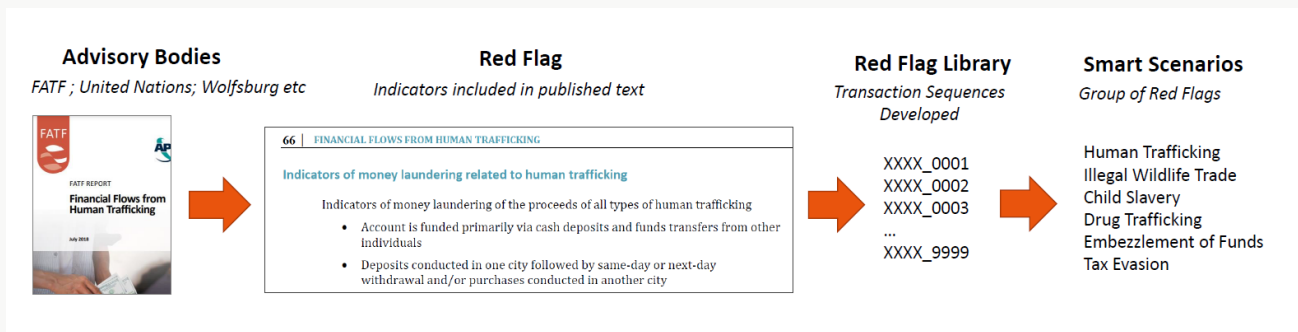 Advisory Bodies
FATF ; United Nations; Wolfsburg etc
FATF
AP
FATF REPORT
Financial Flows from
Human Trafficking
July 2018
Red Flag
Indicators included in published text
66 | FINANCIAL FLOWS FROM HUMAN TRAFFICKING
Indicators of money laundering related to human trafficking
Indicators of money laundering of the proceeds of all types of human trafficking
• Account is funded primarily via cash deposits and funds transfers from other
individuals
• Deposits conducted in one city followed by same-day or next-day
withdrawal and/or purchases conducted in another city
Red Flag Library
Transaction Sequences
Developed
XXXX_0001
XXXX_0002
XXXX_0003
...
XXXX_9999
Smart Scenarios
Group of Red Flags
Human Trafficking
Illegal Wildlife Trade
Child Slavery
Drug Trafficking
Embezzlement of Funds
Tax Evasion